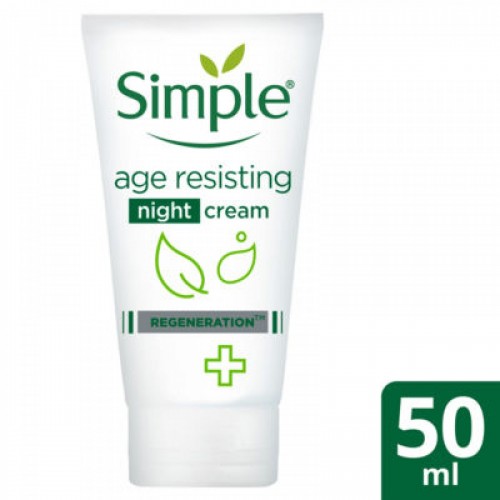 Simple®
age resisting
night cream
REGENERATION™
50
ml